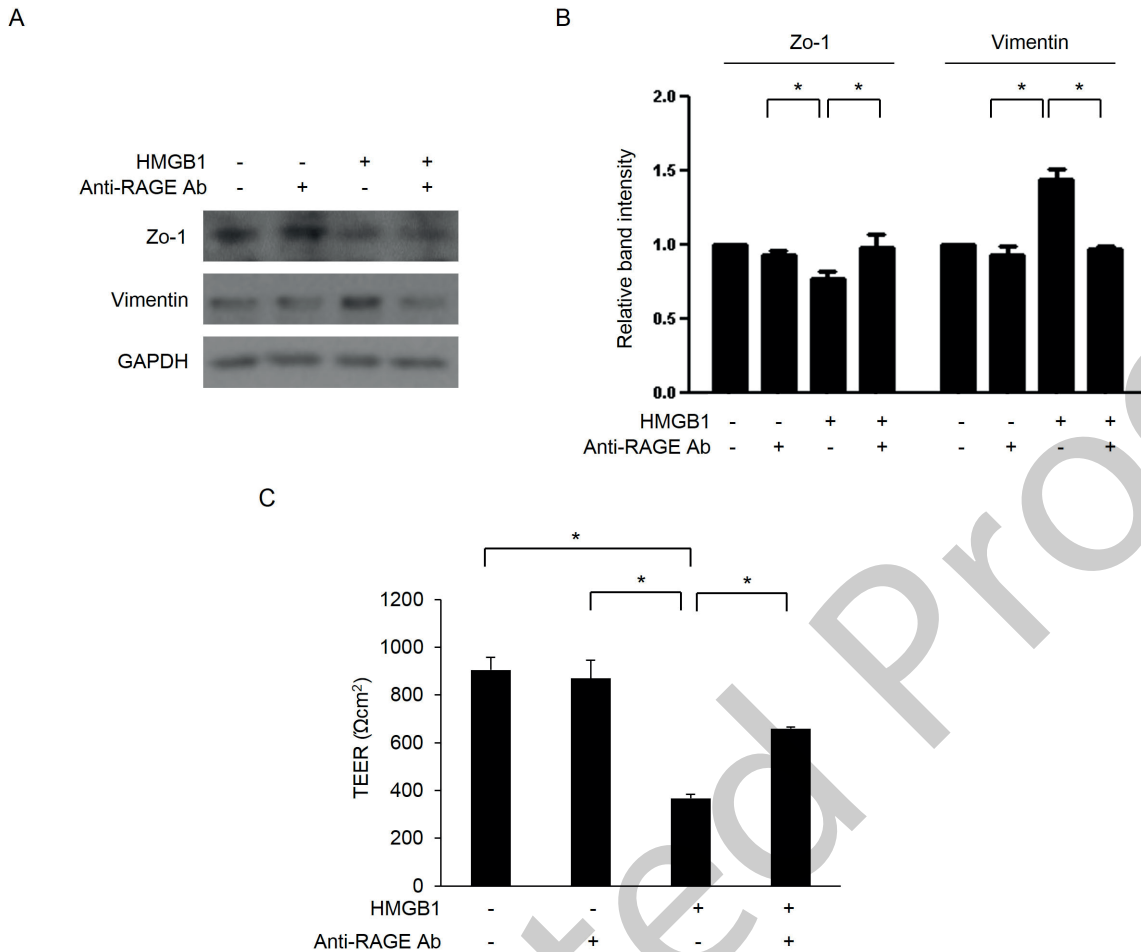 A
HMGB1 - - + +
Anti-RAGE Ab - + - +
Zo-1
Vimentin
GAPDH
B
Zo-1 Vimentin
* * * *
Relative band intensity
2.0
1.5
1.0
0.5
0.0
HMGB1 - - + + - - + +
Anti-RAGE Ab - + - + - + - +
C
*
* *
TEER (Ωcm²)
1200
1000
800
600
400
200
0
HMGB1 - - + +
Anti-RAGE Ab - + - +
ted Proo